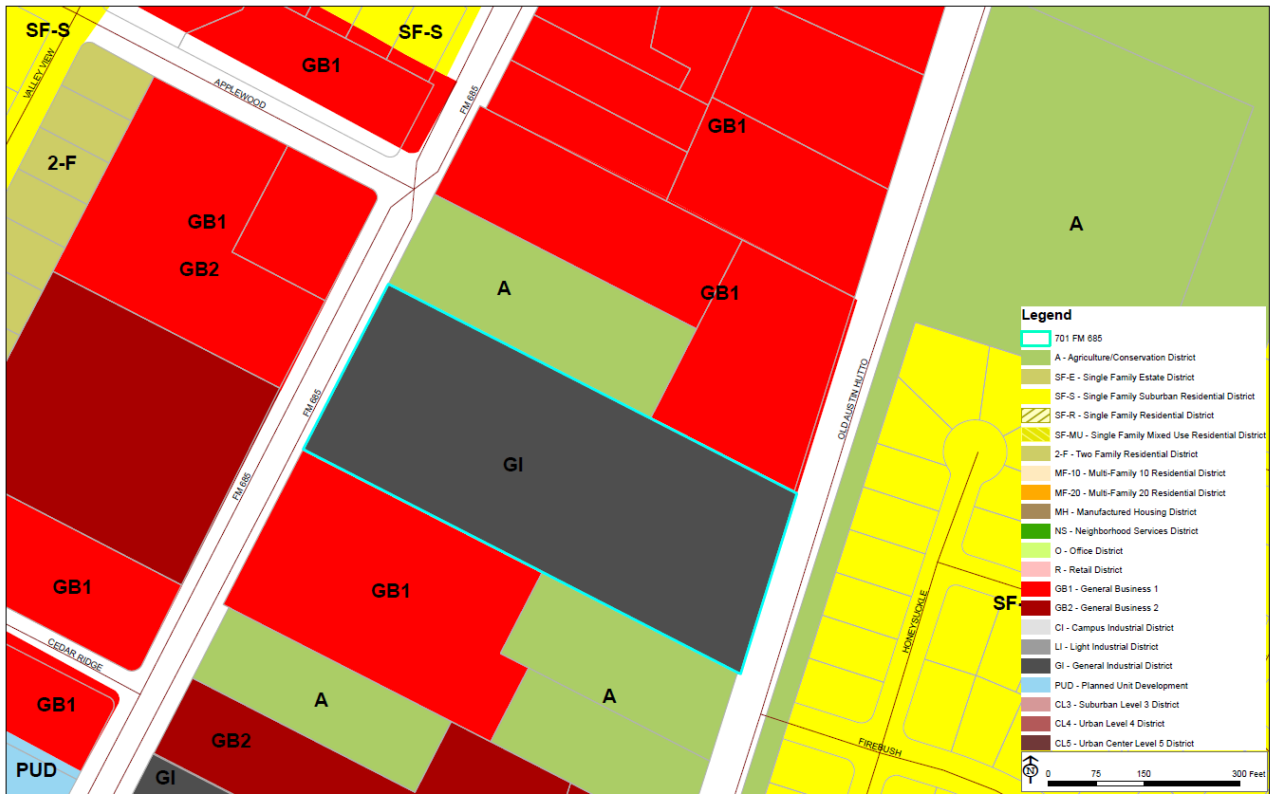 SF-S
SF-S
VALLEY VIEW
GB1
APPLEWOOD
FM 685
GB1
2-F
GB1
GB2
A
A
GB1
FM 685
OLD AUSTIN HUTTO
GI
FM 685
GB1
GB1
HONEYSUCKLE
SF-
CEDAR RIDGE
A
A
GB1
GB2
FIREBUSH
PUD
GI
Legend
701 FM 685
A - Agriculture/Conservation District
SF-E - Single Family Estate District
SF-S - Single Family Suburban Residential District
SF-R - Single Family Residential District
SF-MU - Single Family Mixed Use Residential District
2-F - Two Family Residential District
MF-10 - Multi-Family 10 Residential District
MF-20 - Multi-Family 20 Residential District
MH - Manufactured Housing District
NS - Neighborhood Services District
O - Office District
R - Retail District
GB1 - General Business 1
GB2 - General Business 2
CI - Campus Industrial District
LI - Light Industrial District
GI - General Industrial District
PUD - Planned Unit Development
CL3 - Suburban Level 3 District
CL4 - Urban Level 4 District
CL5 - Urban Center Level 5 District
N
0 75 150 300 Feet